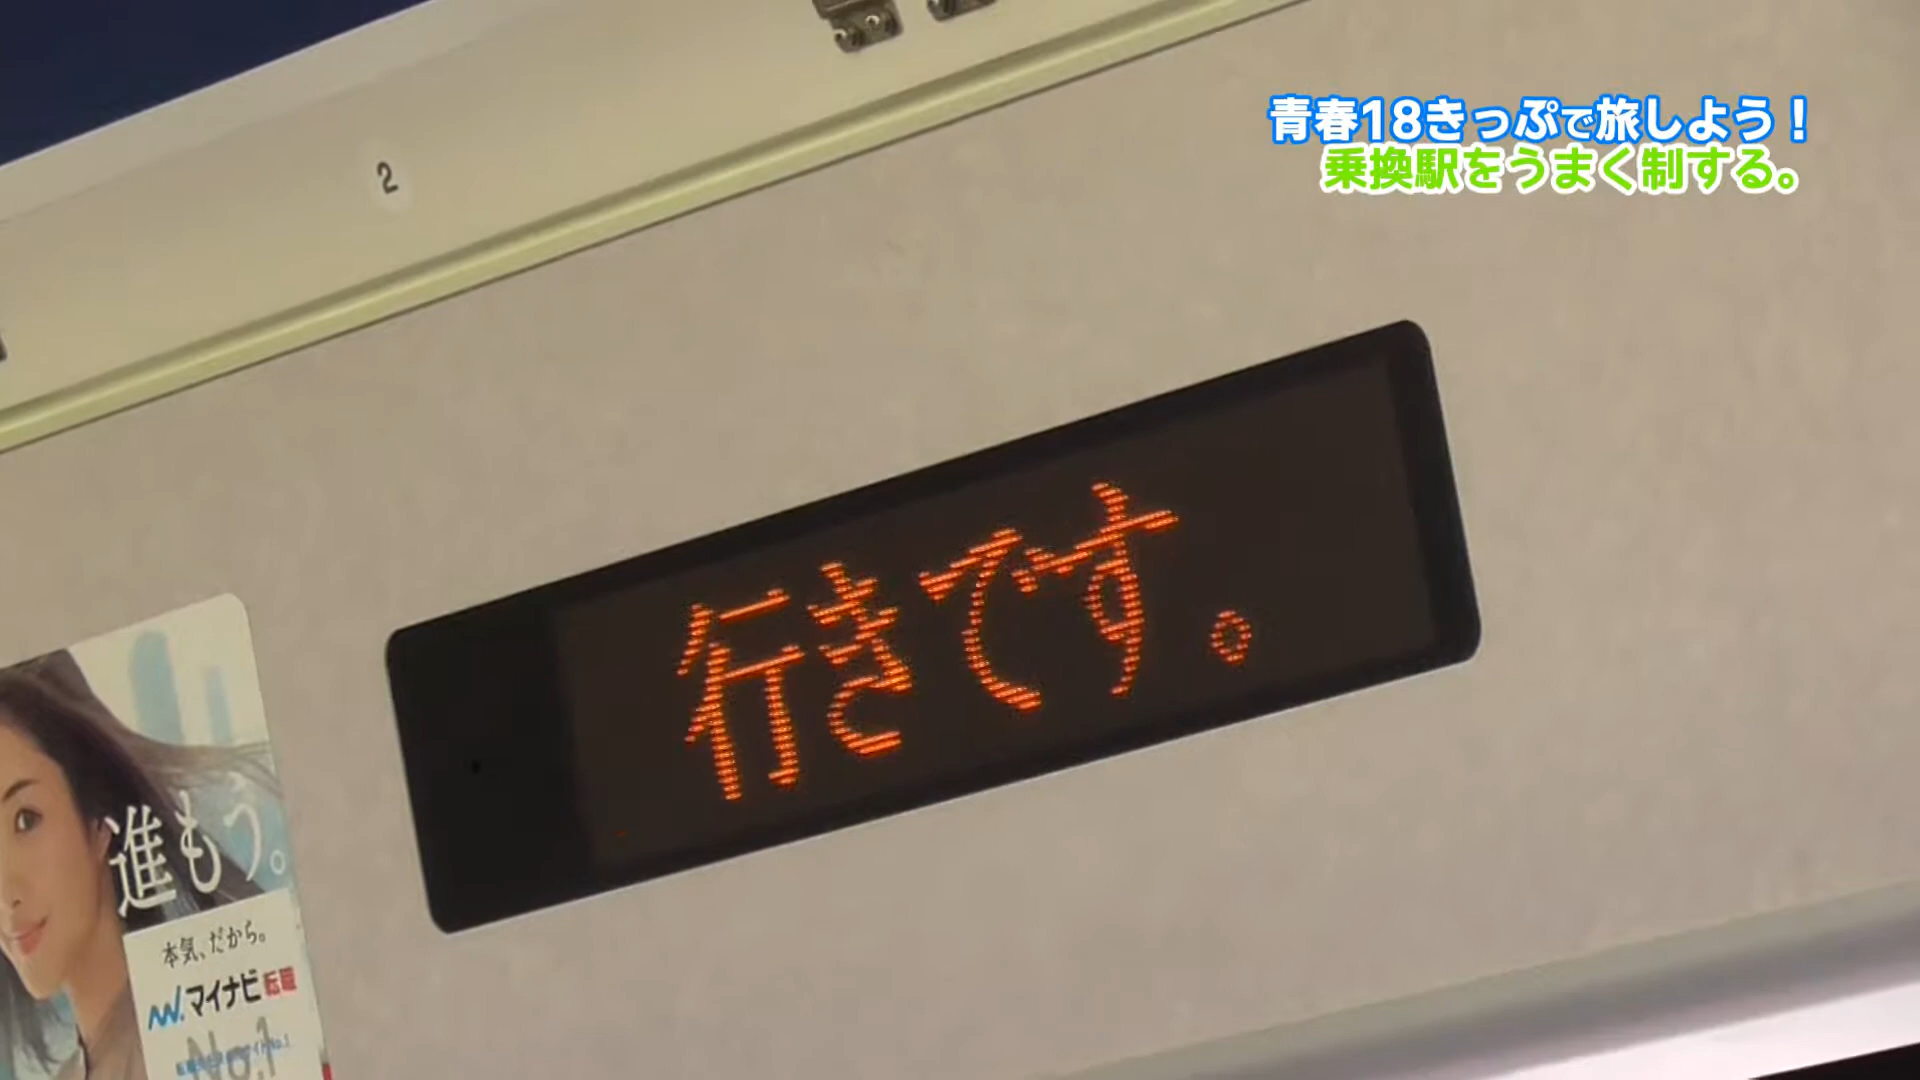 青春18きっぷで旅しよう！
乗換駅をうまく制する。
2
行きです。
進もう。
本気、だから。
マイナビ転職
No.1